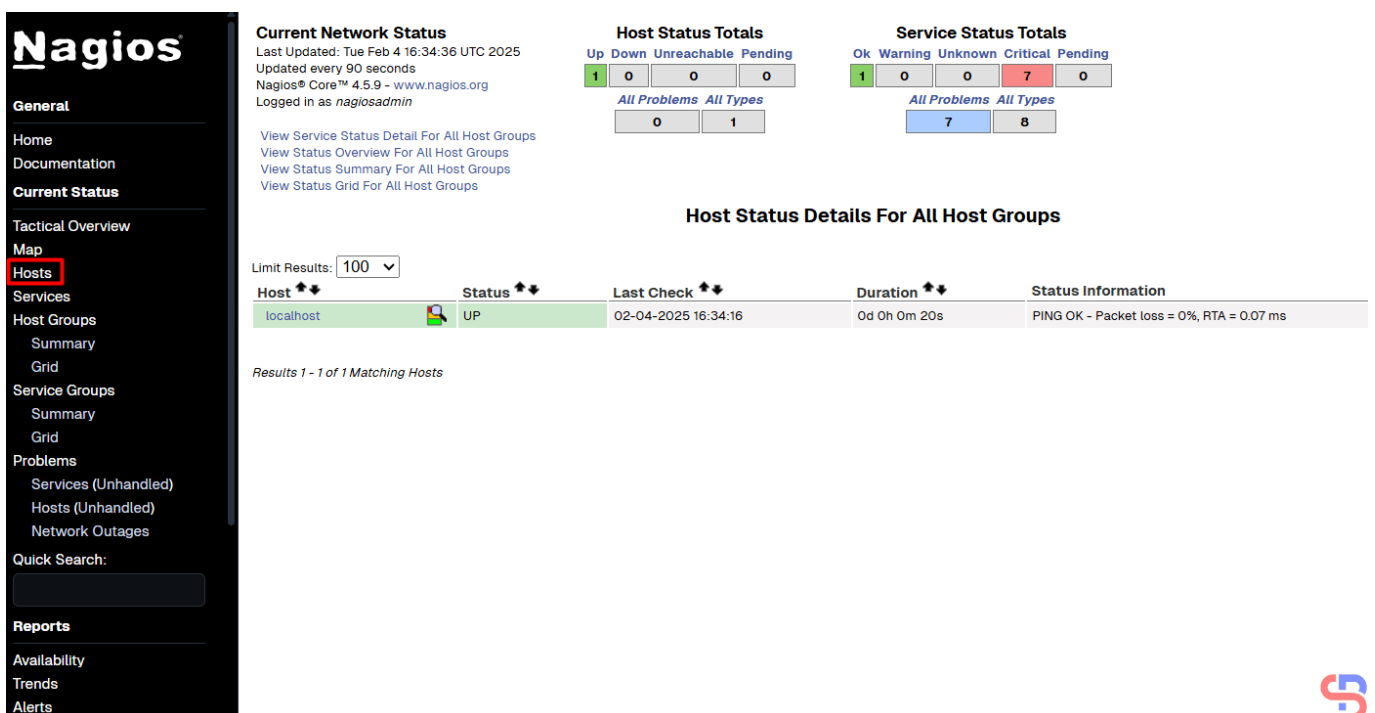 Nagios®
General
Home
Documentation
Current Status
Tactical Overview
Map
Hosts
Services
Host Groups
Summary
Grid
Service Groups
Summary
Grid
Problems
Services (Unhandled)
Hosts (Unhandled)
Network Outages
Quick Search:
Reports
Availability
Trends
Alerts
Current Network Status
Last Updated: Tue Feb 4 16:34:36 UTC 2025
Updated every 90 seconds
Nagios® Core™ 4.5.9 - www.nagios.org
Logged in as nagiosadmin
View Service Status Detail For All Host Groups
View Status Overview For All Host Groups
View Status Summary For All Host Groups
View Status Grid For All Host Groups
Host Status Totals
Up Down Unreachable Pending
1 0 0 0
All Problems All Types
0 1
Service Status Totals
Ok Warning Unknown Critical Pending
1 0 0 7 0
All Problems All Types
7 8
Host Status Details For All Host Groups
Limit Results: 100
Host Status Last Check Duration Status Information
localhost UP 02-04-2025 16:34:16 0d 0h 0m 20s PING OK - Packet loss = 0%, RTA = 0.07 ms
Results 1 - 1 of 1 Matching Hosts